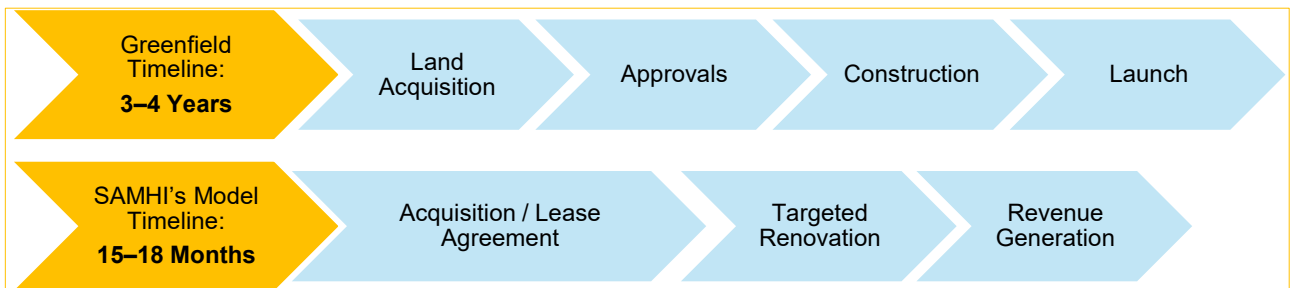 Greenfield
Timeline:
3–4 Years
Land
Acquisition
Approvals
Construction
Launch
SAMHI's Model
Timeline:
15–18 Months
Acquisition / Lease
Agreement
Targeted
Renovation
Revenue
Generation